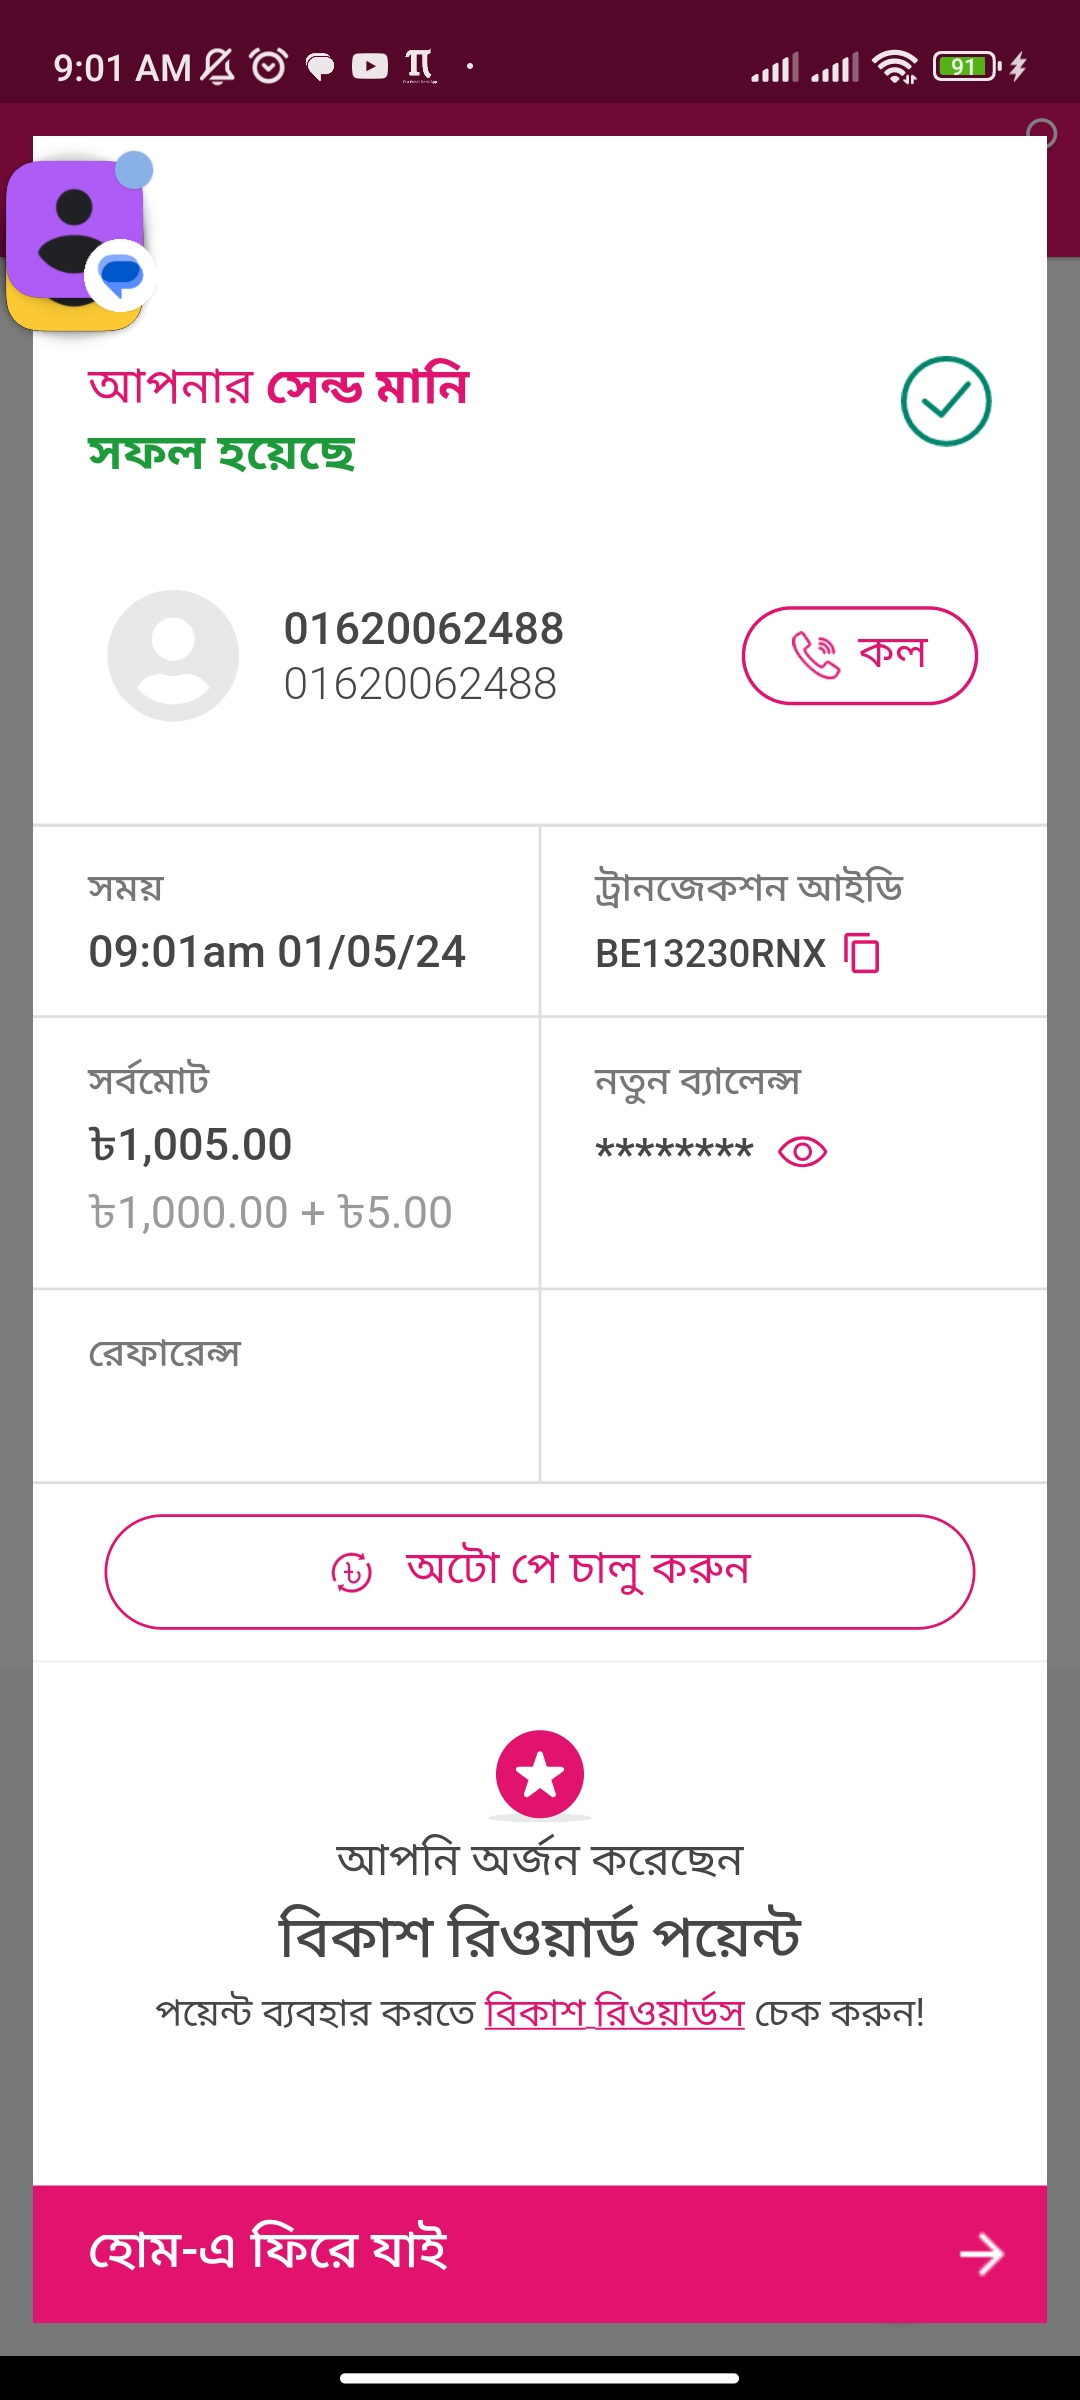 9:01 AM
91
আপনার সেন্ড মানি
সফল হয়েছে
01620062488
01620062488
কল
সময়
09:01am 01/05/24
ট্রানজেকশন আইডি
BE13230RNX
সর্বমোট
৳1,005.00
৳1,000.00 + ৳5.00
নতুন ব্যালেন্স
********
রেফারেন্স
অটো পে চালু করুন
আপনি অর্জন করেছেন
বিকাশ রিওয়ার্ড পয়েন্ট
পয়েন্ট ব্যবহার করতে বিকাশ রিওয়ার্ডস চেক করুন!
হোম-এ ফিরে যাই